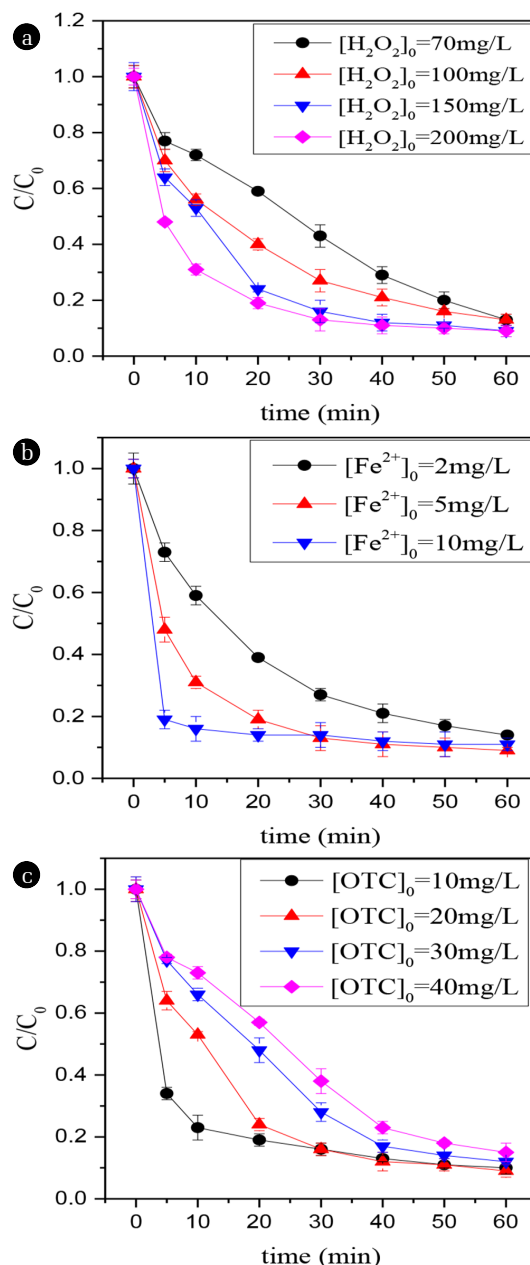 a
[H₂O₂]₀=70mg/L
[H₂O₂]₀=100mg/L
[H₂O₂]₀=150mg/L
[H₂O₂]₀=200mg/L
C/C₀
1.2
1.0
0.8
0.6
0.4
0.2
0.0
0 10 20 30 40 50 60
time (min)
b
[Fe²⁺]₀=2mg/L
[Fe²⁺]₀=5mg/L
[Fe²⁺]₀=10mg/L
C/C₀
1.0
0.8
0.6
0.4
0.2
0.0
0 10 20 30 40 50 60
time (min)
c
[OTC]₀=10mg/L
[OTC]₀=20mg/L
[OTC]₀=30mg/L
[OTC]₀=40mg/L
C/C₀
1.0
0.8
0.6
0.4
0.2
0.0
0 10 20 30 40 50 60
time (min)